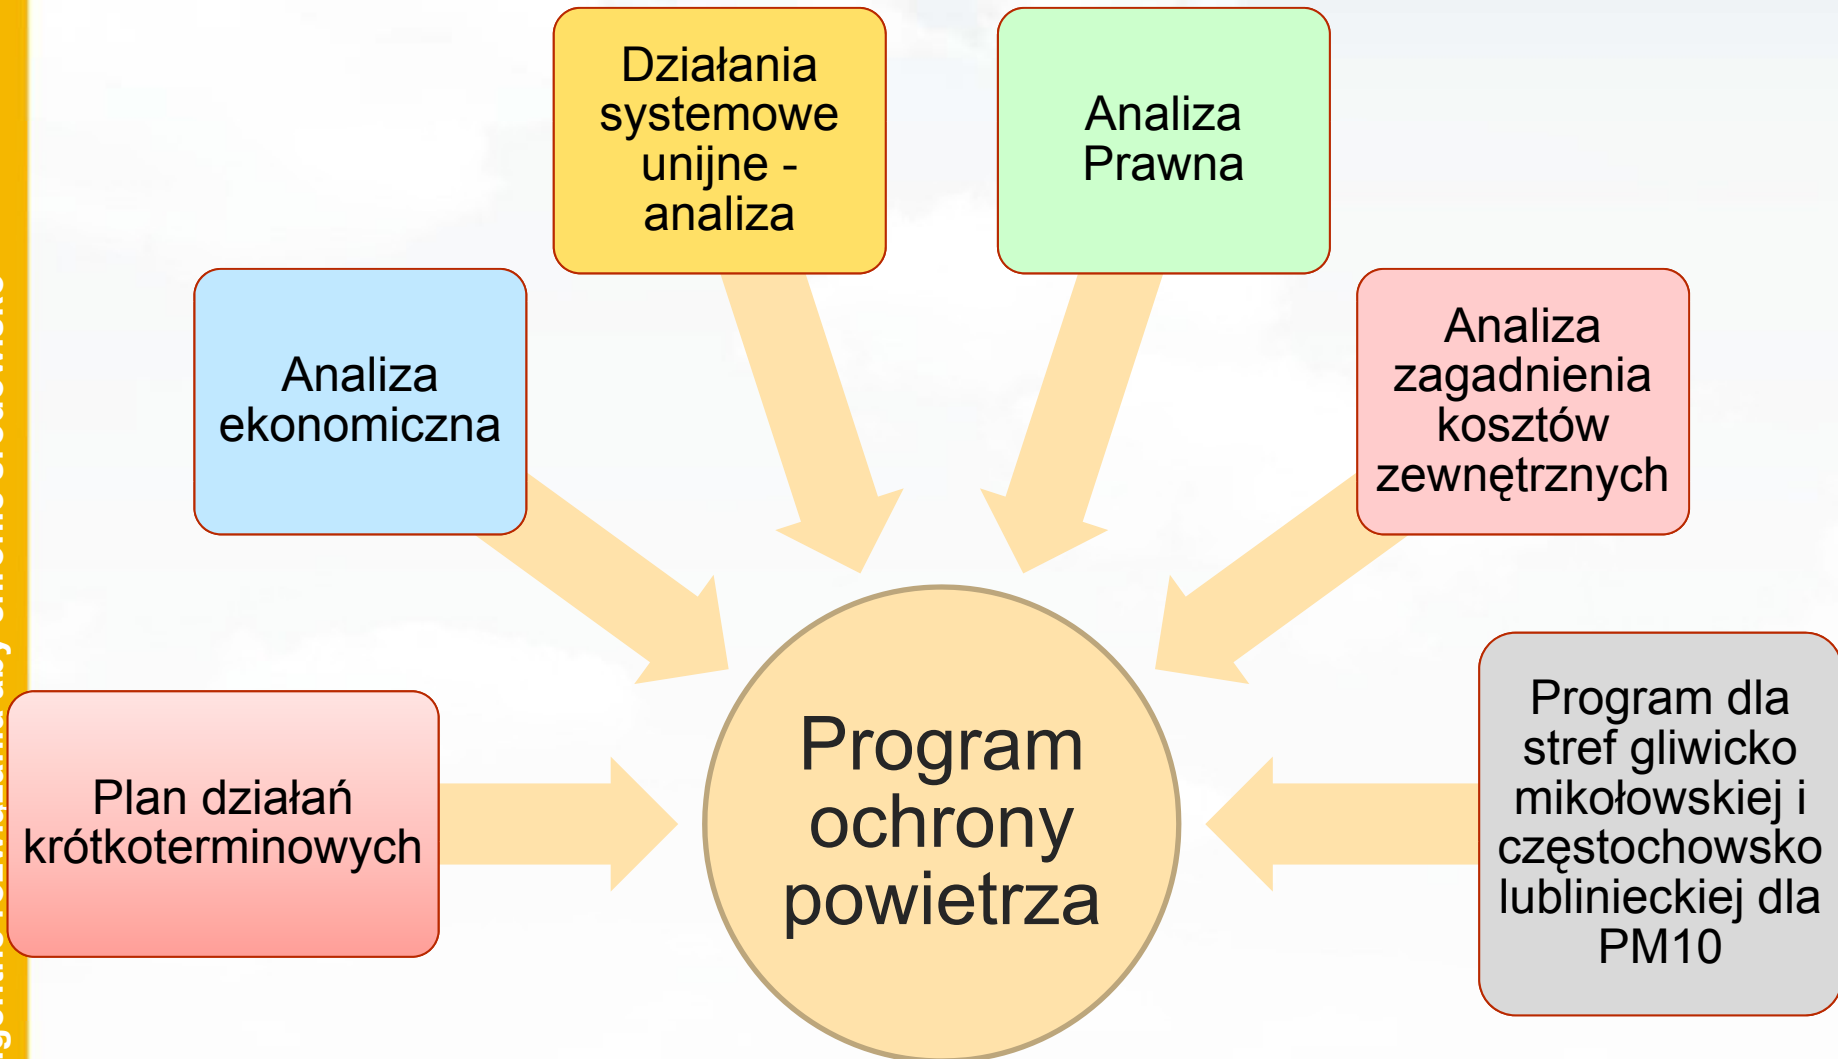 Działania
systemowe
unijne -
analiza
Analiza
Prawna
Analiza
ekonomiczna
Analiza
zagadnienia
kosztów
zewnętrznych
Plan działań
krótkoterminowych
Program
ochrony
powietrza
Program dla
stref gliwicko
mikołowskiej i
częstochowsko
lublinieckiej dla
PM10